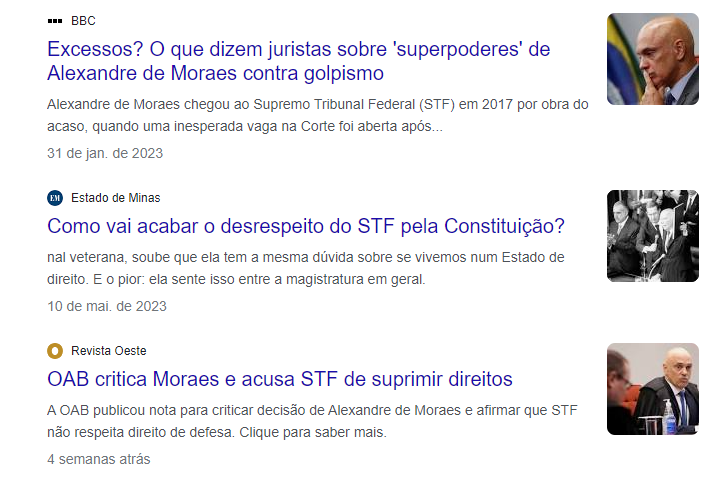 BBC
Excessos? O que dizem juristas sobre 'superpoderes' de
Alexandre de Moraes contra golpismo
Alexandre de Moraes chegou ao Supremo Tribunal Federal (STF) em 2017 por obra do
acaso, quando uma inesperada vaga na Corte foi aberta após...
31 de jan. de 2023
EM Estado de Minas
Como vai acabar o desrespeito do STF pela Constituição?
nal veterana, soube que ela tem a mesma dúvida sobre se vivemos num Estado de
direito. E o pior: ela sente isso entre a magistratura em geral.
10 de mai. de 2023
Revista Oeste
OAB critica Moraes e acusa STF de suprimir direitos
A OAB publicou nota para criticar decisão de Alexandre de Moraes e afirmar que STF
não respeita direito de defesa. Clique para saber mais.
4 semanas atrás